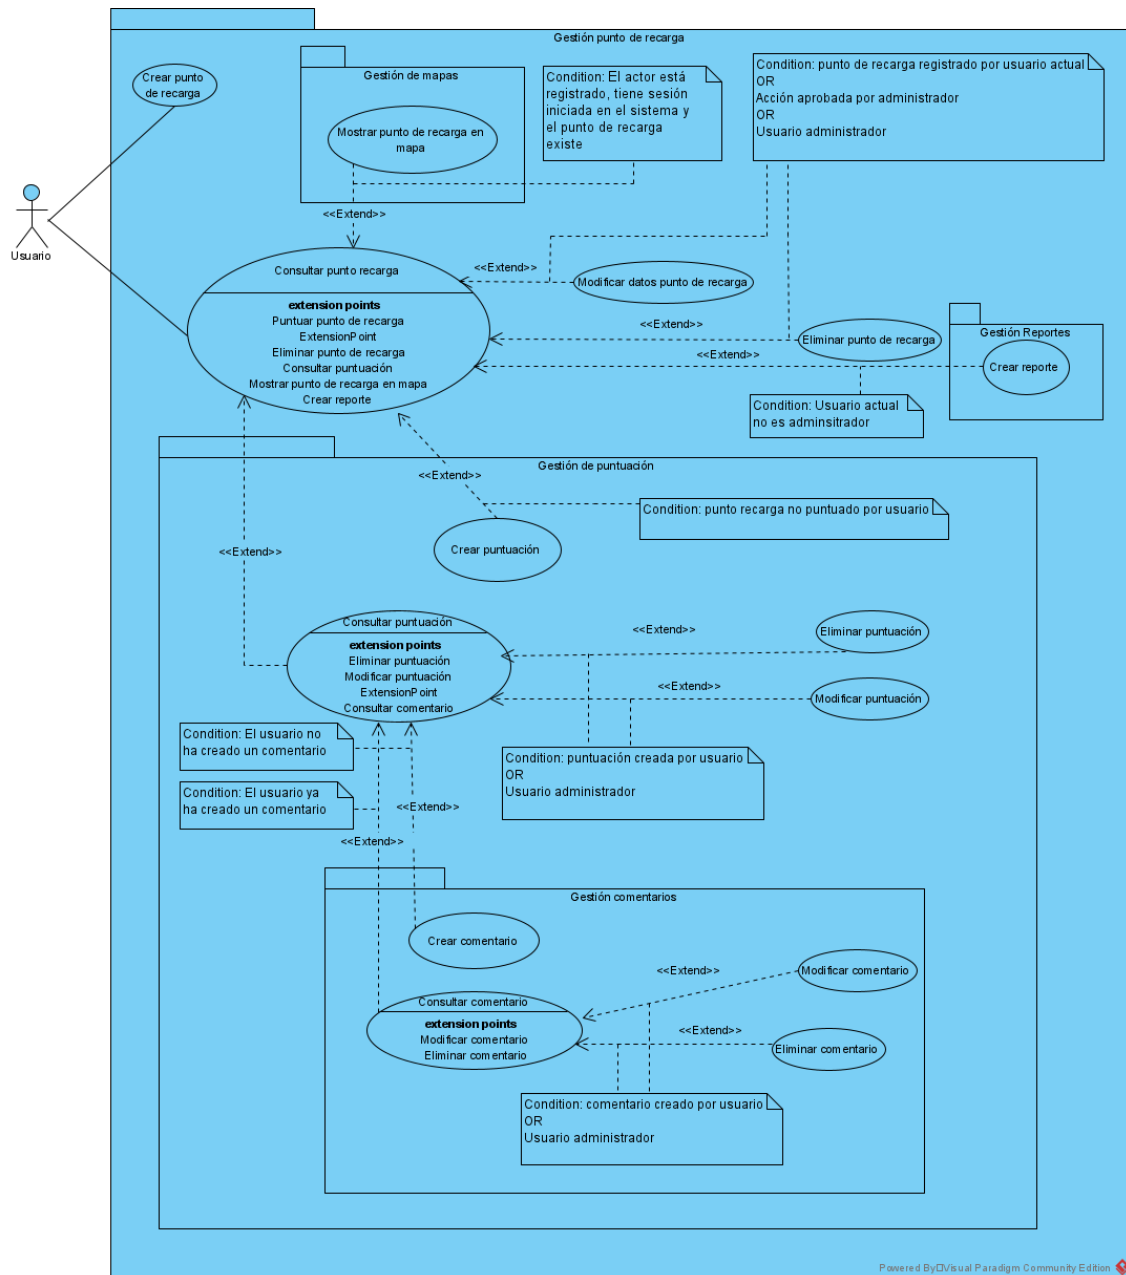 Gestión punto de recarga
Crear punto
de recarga
Gestión de mapas
Mostrar punto de recarga en
mapa
Condition: El actor está
registrado, tiene sesión
iniciada en el sistema y
el punto de recarga
existe
Condition: punto de recarga registrado por usuario actual
OR
Acción aprobada por administrador
OR
Usuario administrador
Usuario
<<Extend>>
Consultar punto recarga
extension points
Puntuar punto de recarga
ExtensionPoint
Eliminar punto de recarga
Consultar puntuación
Mostrar punto de recarga en mapa
Crear reporte
<<Extend>>
Modificar datos punto de recarga
<<Extend>>
Eliminar punto de recarga
<<Extend>>
Gestión Reportes
Crear reporte
Condition: Usuario actual
no es adminsitrador
Gestión de puntuación
<<Extend>>
Condition: punto recarga no puntuado por usuario
Crear puntuación
<<Extend>>
Consultar puntuación
extension points
Eliminar puntuación
Modificar puntuación
ExtensionPoint
Consultar comentario
<<Extend>>
Eliminar puntuación
<<Extend>>
Modificar puntuación
Condition: El usuario no
ha creado un comentario
Condition: El usuario ya
ha creado un comentario
Condition: puntuación creada por usuario
OR
Usuario administrador
<<Extend>>
<<Extend>>
Gestión comentarios
Crear comentario
Consultar comentario
extension points
Modificar comentario
Eliminar comentario
<<Extend>>
Modificar comentario
<<Extend>>
Eliminar comentario
Condition: comentario creado por usuario
OR
Usuario administrador
Powered By Visual Paradigm Community Edition